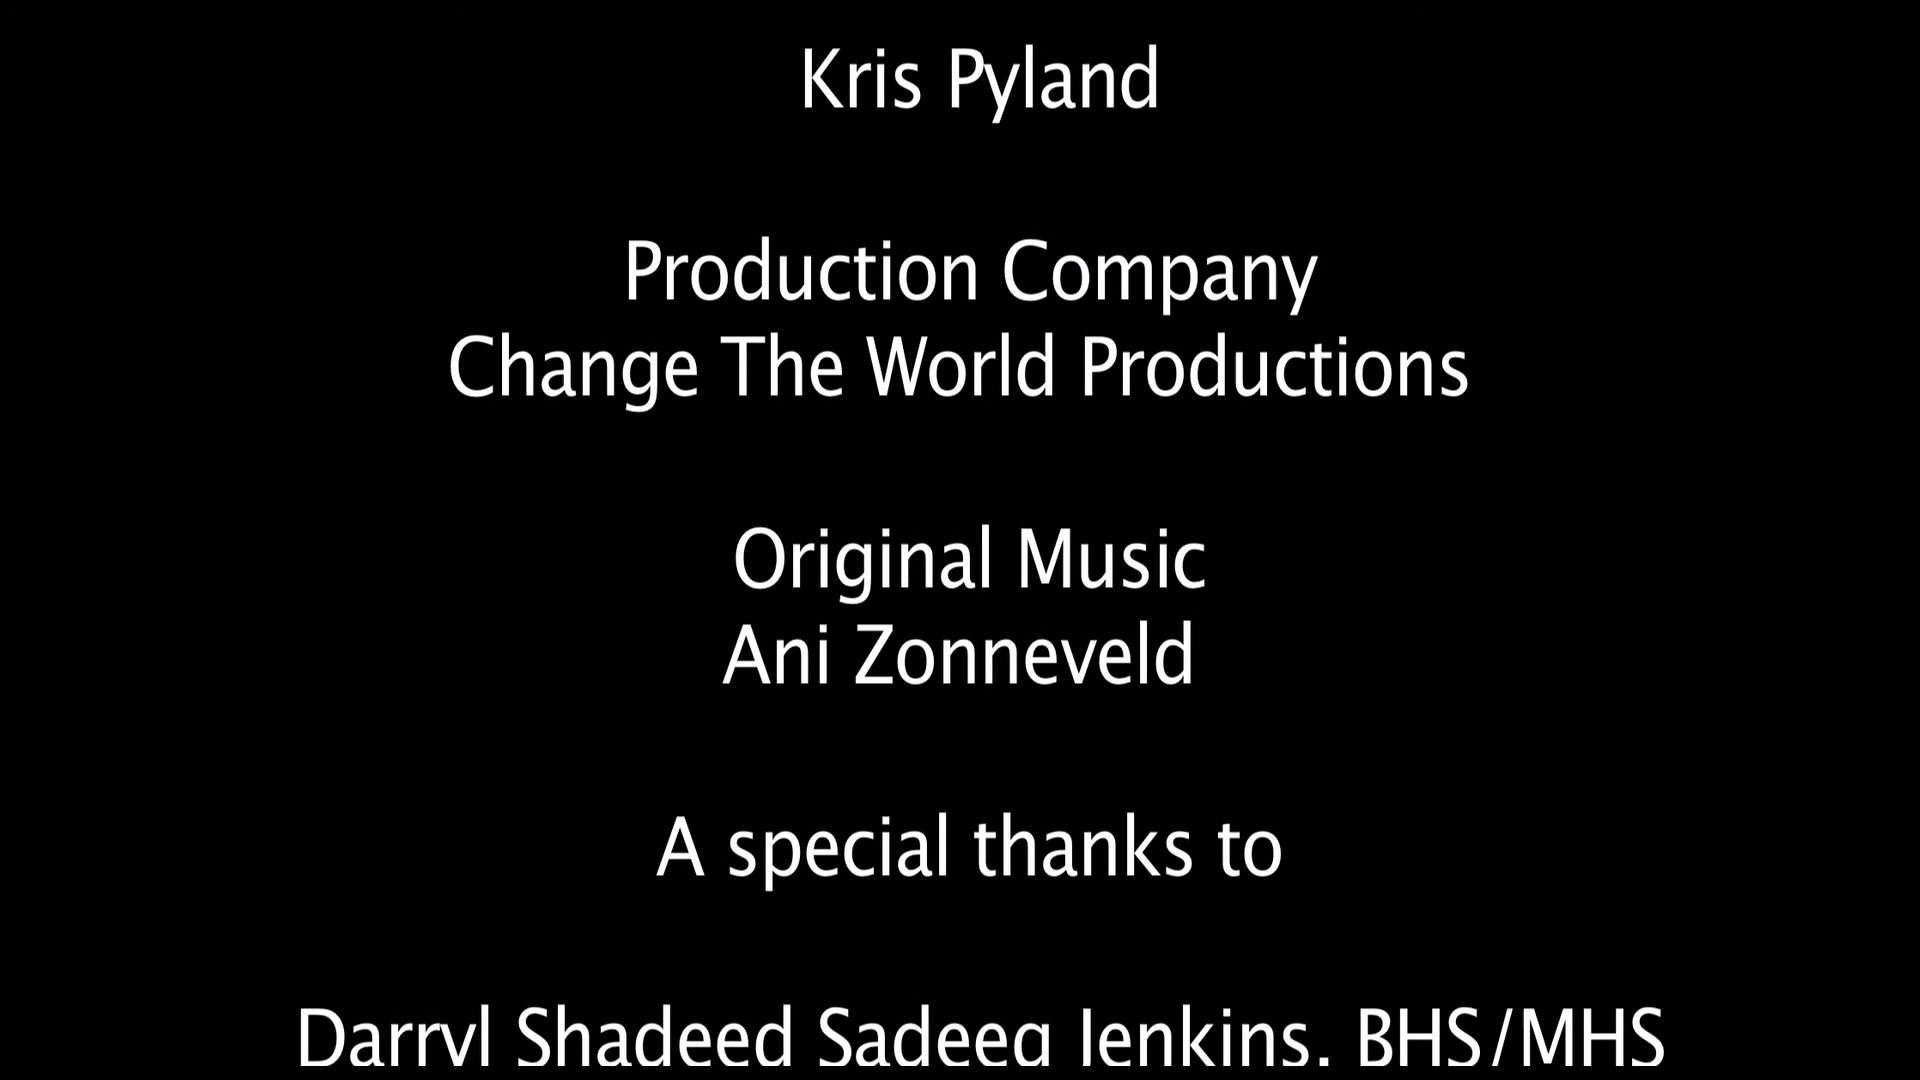 Kris Pyland
Production Company
Change The World Productions
Original Music
Ani Zonneveld
A special thanks to
Darryl Shadeed Sadeeq Jenkins, BHS/MHS